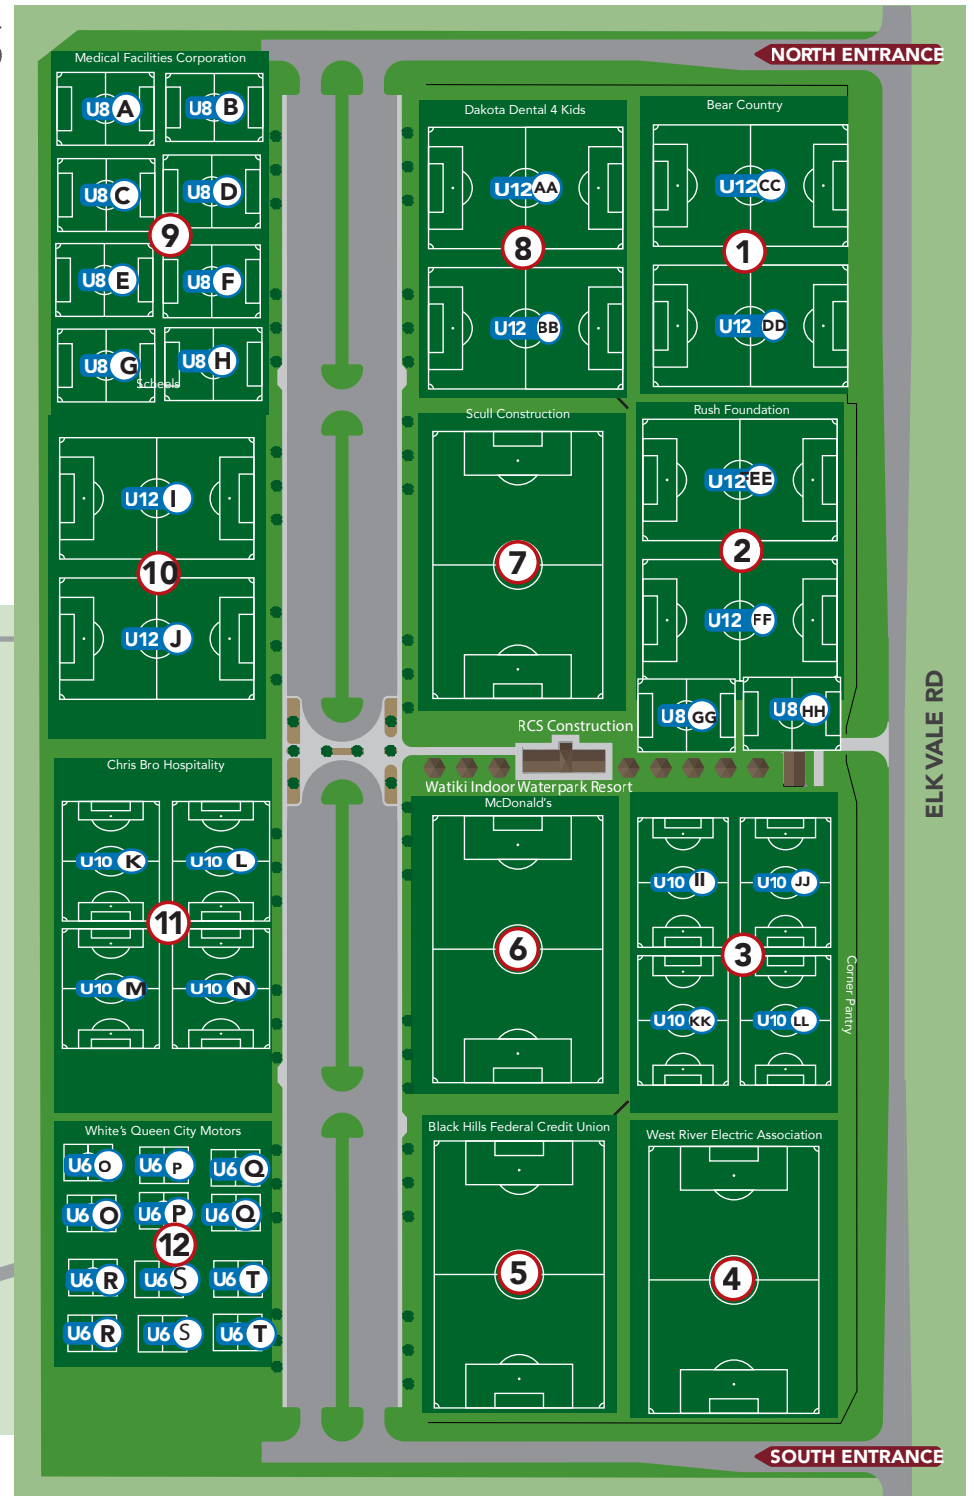 NORTH ENTRANCE
Medical Facilities Corporation
U8 A
U8 B
U8 C
U8 D
9
U8 E
U8 F
U8 G
U8 H
Scheels
Dakota Dental 4 Kids
U12 AA
8
U12 BB
Bear Country
U12 CC
1
U12 DD
U12 I
10
U12 J
Scull Construction
7
Rush Foundation
U12 EE
2
U12 FF
U8 GG
U8 HH
RCS Construction
Watiki Indoor Waterpark Resort
ELK VALE RD
Chris Bro Hospitality
U10 K
U10 L
11
U10 M
U10 N
McDonald's
6
U10 II
U10 JJ
3
U10 KK
U10 LL
Corner Pantry
White's Queen City Motors
U6 O
U6 P
U6 Q
U6 O
U6 P
U6 Q
12
U6 R
U6 S
U6 T
U6 R
U6 S
U6 T
Black Hills Federal Credit Union
5
West River Electric Association
4
SOUTH ENTRANCE